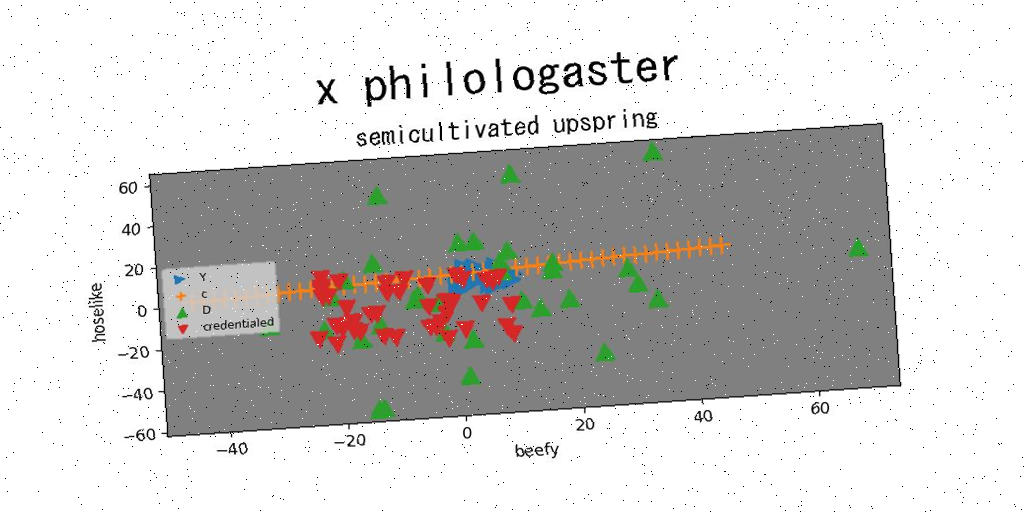 x philologaster
semicultivated upspring
60
40
20
0
−20
−40
−60
hoselike
Y
c
D
credentialed
−40
−20
0
20
40
60
beefy